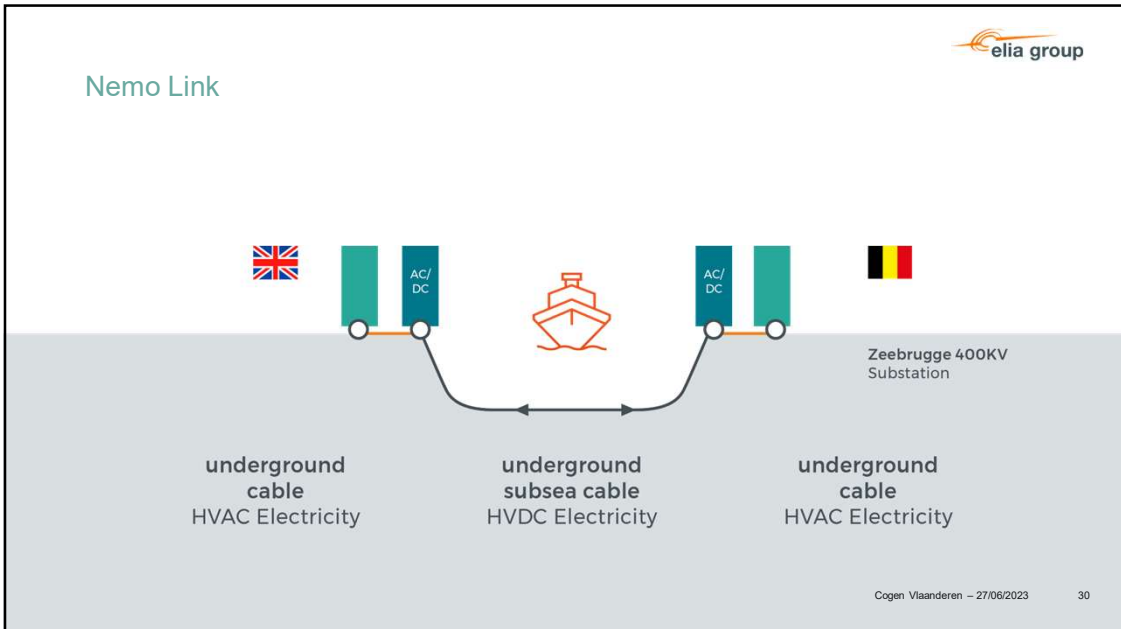 elia group
Nemo Link
AC/
DC
AC/
DC
Zeebrugge 400KV
Substation
underground
cable
HVAC Electricity
underground
subsea cable
HVDC Electricity
underground
cable
HVAC Electricity
Cogen Vlaanderen – 27/06/2023
30